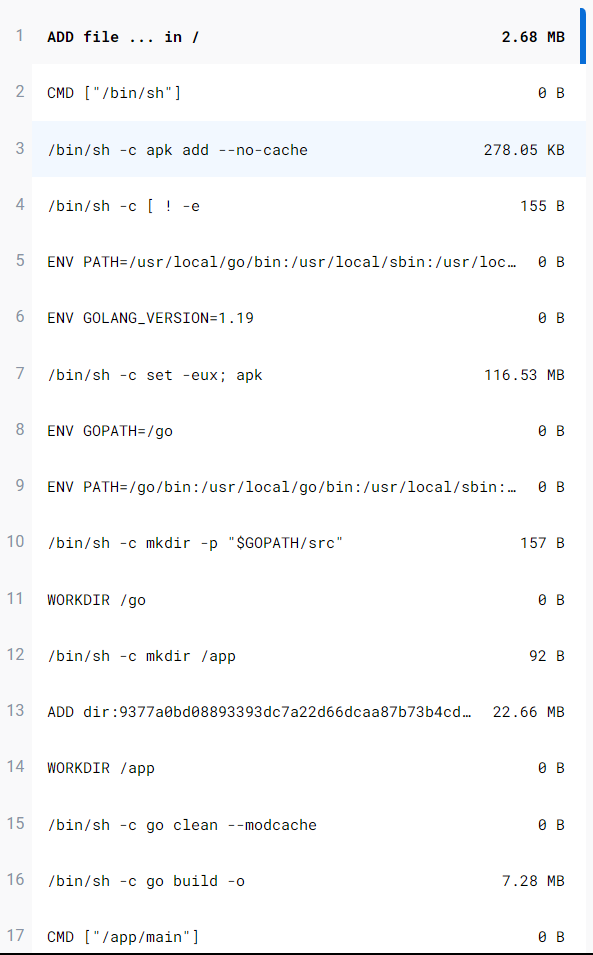 1 ADD file ... in / 2.68 MB
2 CMD ["/bin/sh"] 0 B
3 /bin/sh -c apk add --no-cache 278.05 KB
4 /bin/sh -c [ ! -e 155 B
5 ENV PATH=/usr/local/go/bin:/usr/local/sbin:/usr/loc… 0 B
6 ENV GOLANG_VERSION=1.19 0 B
7 /bin/sh -c set -eux; apk 116.53 MB
8 ENV GOPATH=/go 0 B
9 ENV PATH=/go/bin:/usr/local/go/bin:/usr/local/sbin:… 0 B
10 /bin/sh -c mkdir -p "$GOPATH/src" 157 B
11 WORKDIR /go 0 B
12 /bin/sh -c mkdir /app 92 B
13 ADD dir:9377a0bd08893393dc7a22d66dcaa87b73b4cd… 22.66 MB
14 WORKDIR /app 0 B
15 /bin/sh -c go clean --modcache 0 B
16 /bin/sh -c go build -o 7.28 MB
17 CMD ["/app/main"] 0 B